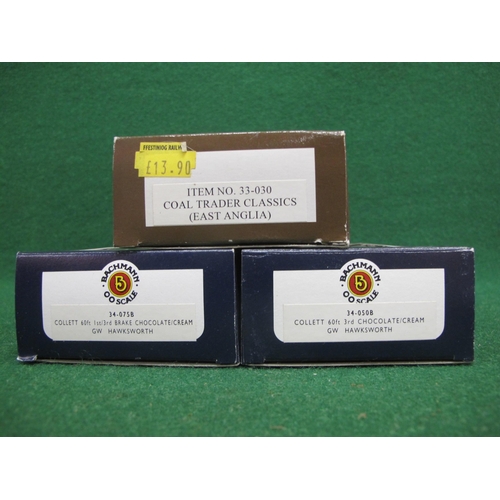 FFESTINIOG RAILW
£13.90
ITEM NO. 33-030
COAL TRADER CLASSICS
(EAST ANGLIA)
BACHMANN
OO SCALE
34-075B
COLLETT 60ft 1st/3rd BRAKE CHOCOLATE/CREAM
GW HAWKSWORTH
BACHMANN
OO SCALE
34-050B
COLLETT 60ft 3rd CHOCOLATE/CREAM
GW HAWKSWORTH